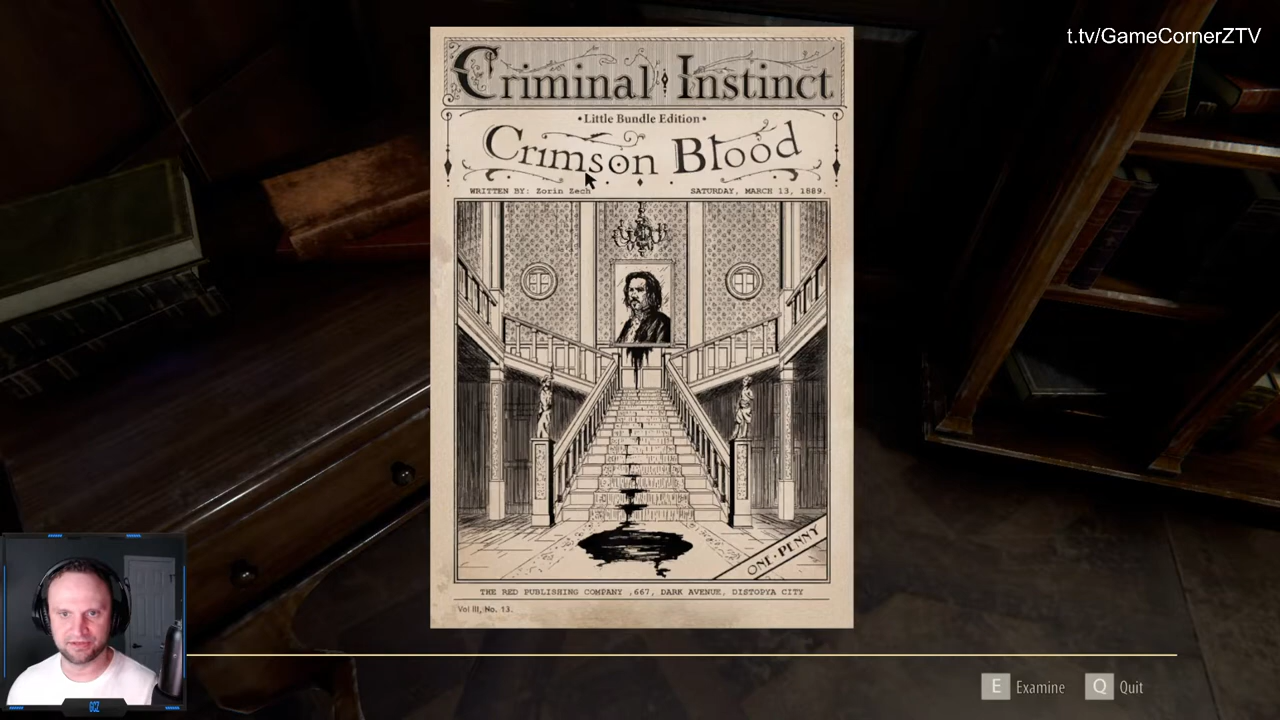 t.tv/GameCornerZTV
Criminal Instinct
•Little Bundle Edition•
Crimson Blood
WRITTEN BY: Zorin Zech
SATURDAY, MARCH 13, 1889.
ONE·PENNY
THE RED PUBLISHING COMPANY ,667, DARK AVENUE, DISTOPYA CITY
Vol III, No. 13.
E Examine Q Quit
GCZ